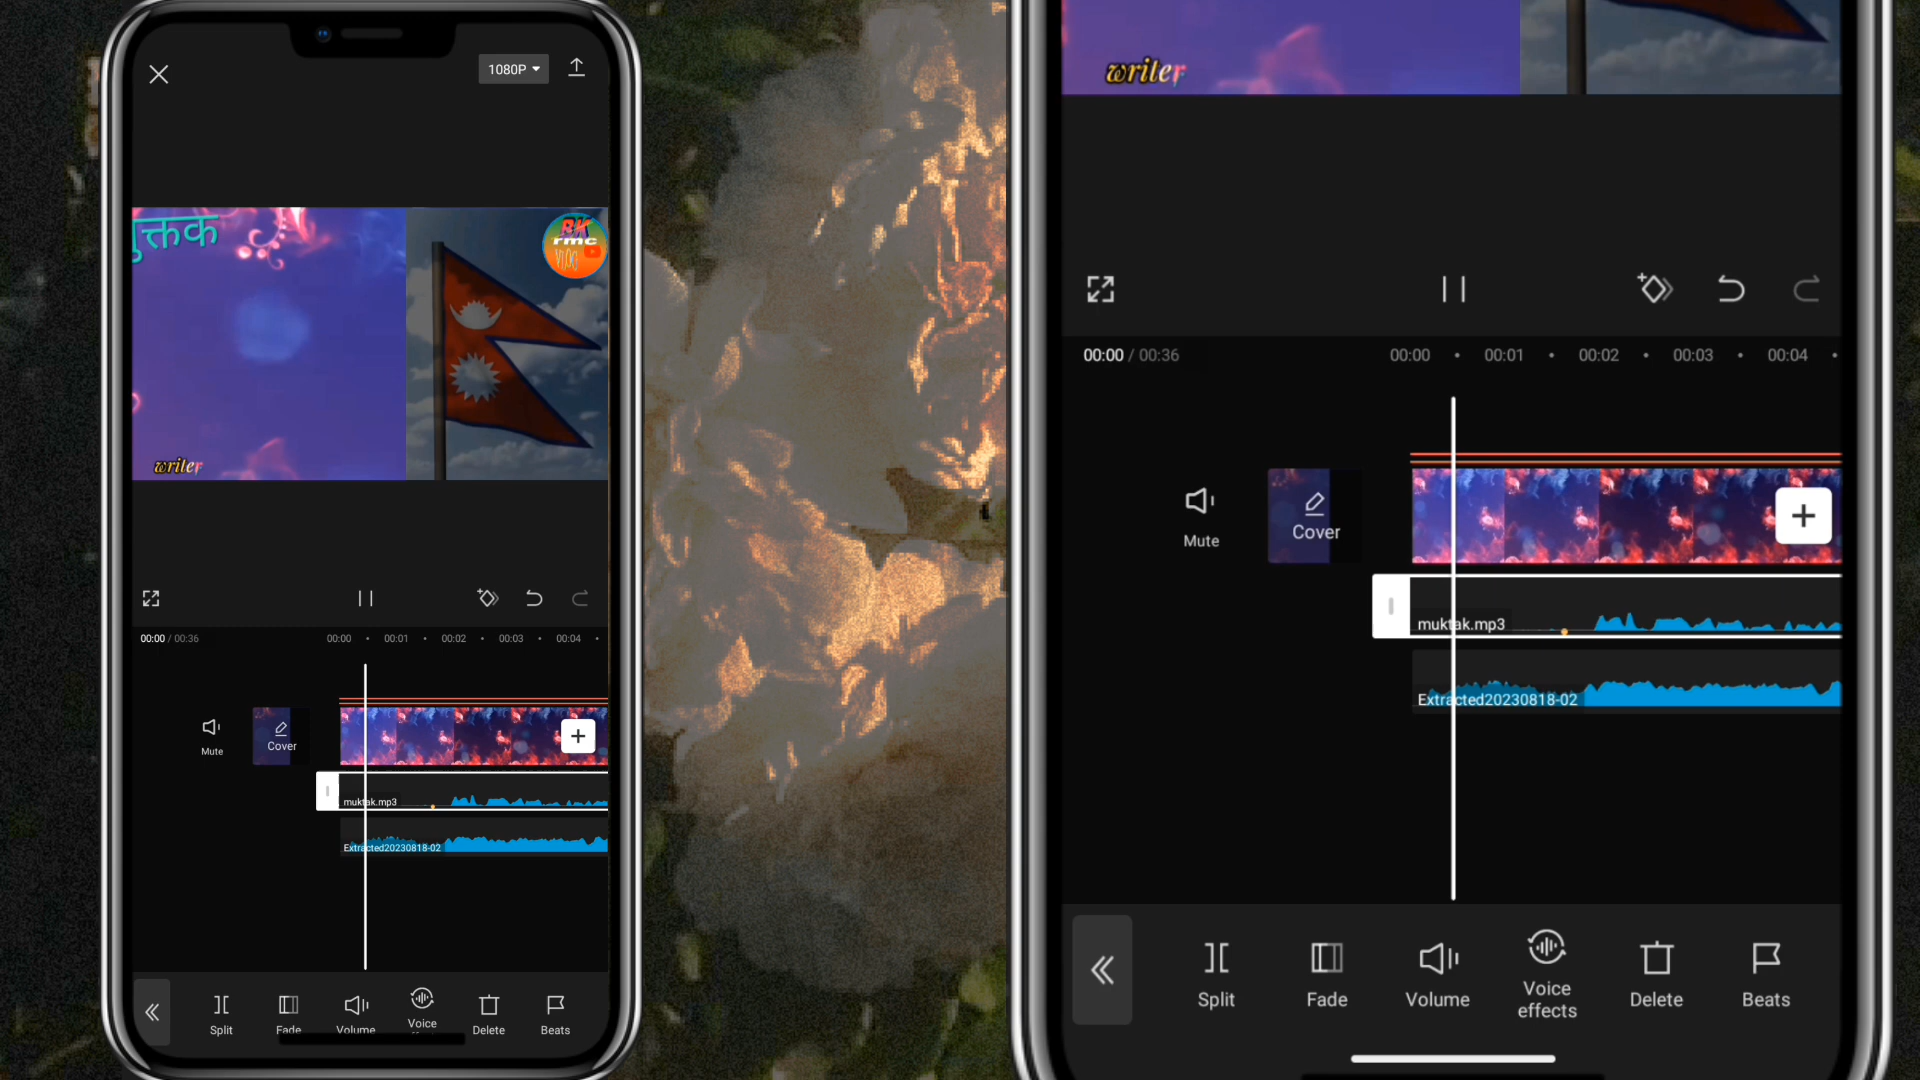 1080P
ुक्तक
RK
rmc
VLOG
writer
00:00 / 00:36
00:00 00:01 00:02 00:03 00:04
Mute
Cover
muktak.mp3
Extracted20230818-02
Split
Fade
Volume
Voice
Delete
Beats
writer
00:00 / 00:36
00:00 00:01 00:02 00:03 00:04
Mute
Cover
muktak.mp3
Extracted20230818-02
Split
Fade
Volume
Voice
effects
Delete
Beats